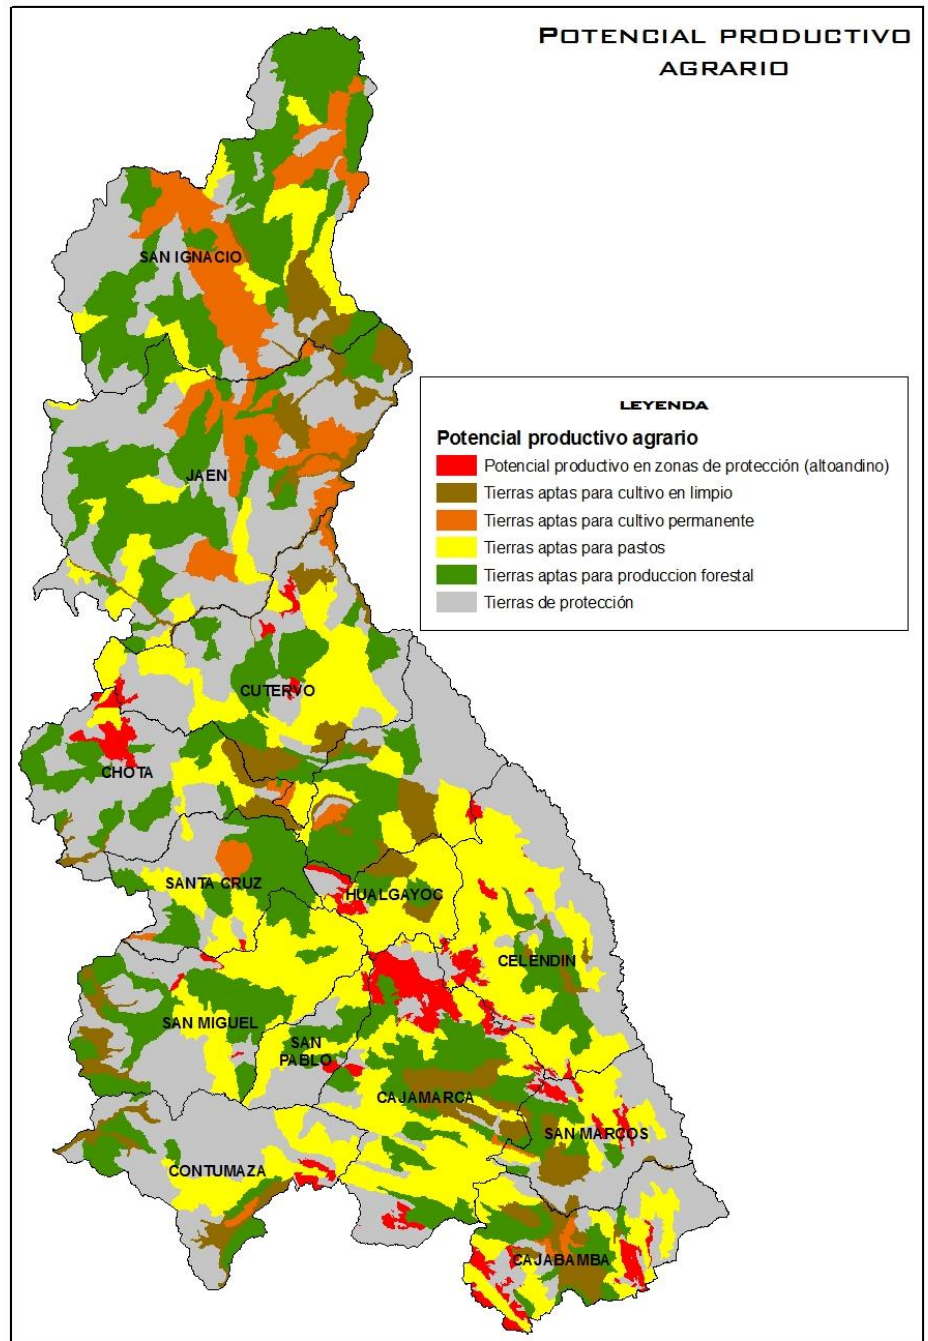 POTENCIAL PRODUCTIVO
AGRARIO
SAN IGNACIO
LEYENDA
Potencial productivo agrario
Potencial productivo en zonas de protección (altoandino)
Tierras aptas para cultivo en limpio
Tierras aptas para cultivo permanente
Tierras aptas para pastos
Tierras aptas para produccion forestal
Tierras de protección
JAEN
CUTERVO
CHOTA
SANTA CRUZ
HUALGAYOC
CELENDIN
SAN MIGUEL
SAN
PABLO
CAJAMARCA
SAN MARCOS
CONTUMAZA
CAJABAMBA